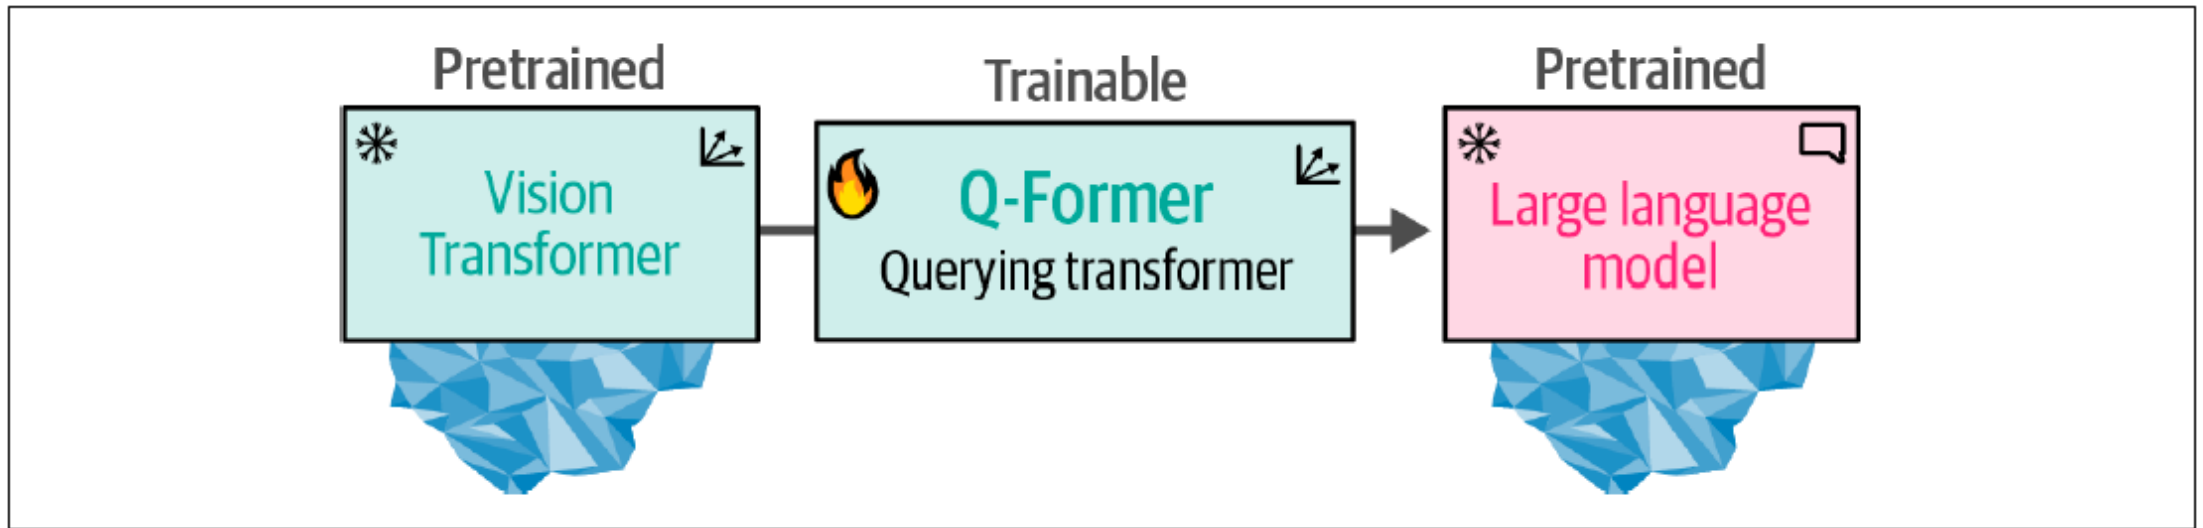 Pretrained
Trainable
Pretrained
Vision
Transformer
Q-Former
Querying transformer
Large language
model